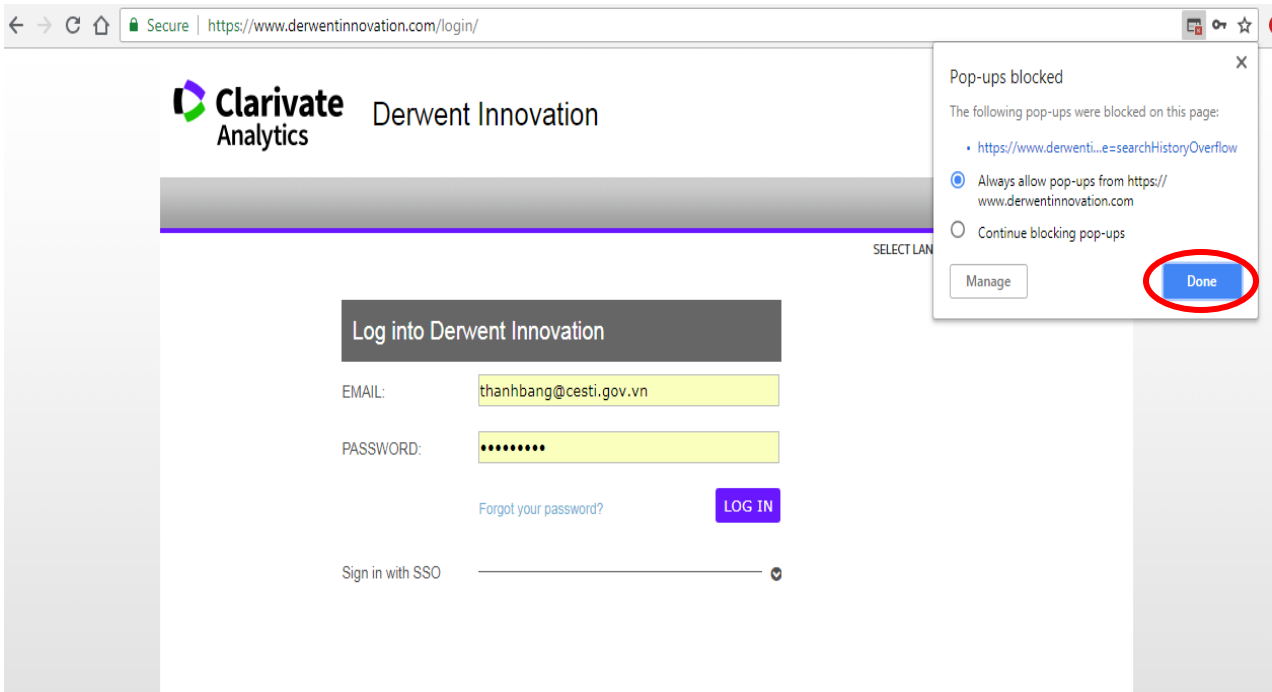 Secure | https://www.derwentinnovation.com/login/
Clarivate
Analytics
Derwent Innovation
Pop-ups blocked
The following pop-ups were blocked on this page:
• https://www.derwenti...e=searchHistoryOverflow
Always allow pop-ups from https://
www.derwentinnovation.com
Continue blocking pop-ups
Manage
Done
SELECT LAN
Log into Derwent Innovation
EMAIL: thanhbang@cesti.gov.vn
PASSWORD: •••••••••
Forgot your password?
LOG IN
Sign in with SSO